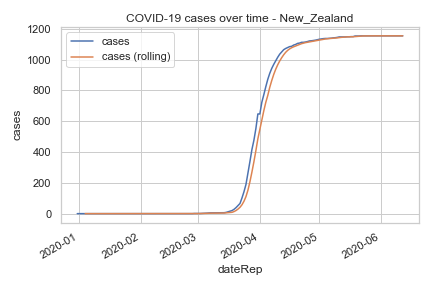 COVID-19 cases over time - New_Zealand
cases
cases (rolling)
1200
1000
800
600
400
200
0
cases
2020-01
2020-02
2020-03
2020-04
2020-05
2020-06
dateRep